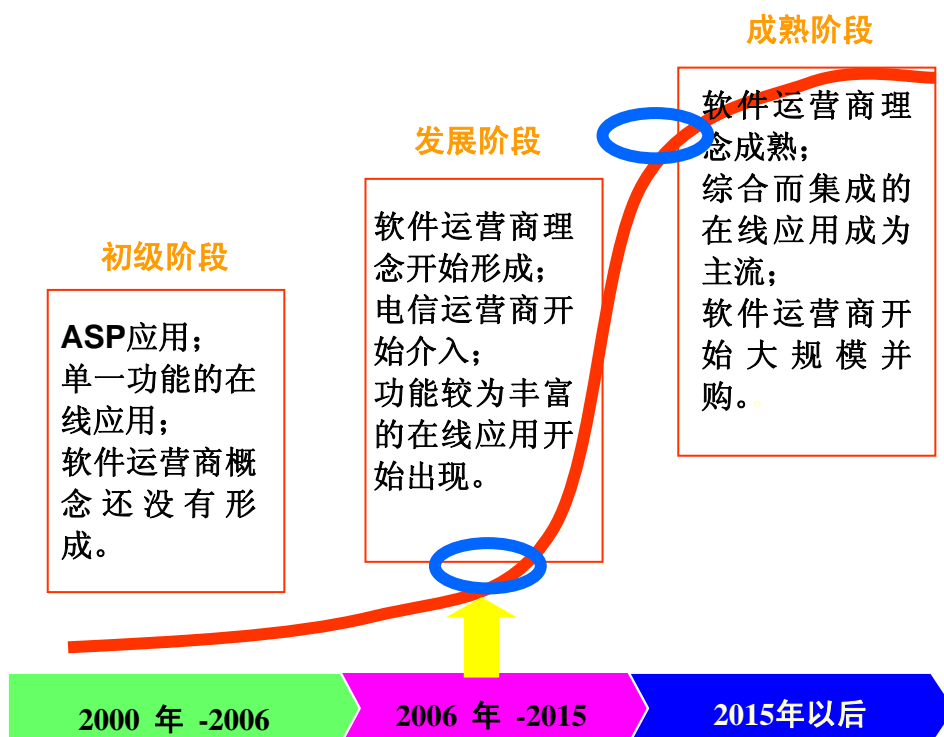 成熟阶段
软件运营商理
念成熟；
综合而集成的
在线应用成为
主流；
软件运营商开
始大规模并
购。
发展阶段
软件运营商理
念开始形成；
电信运营商开
始介入；
功能较为丰富
的在线应用开
始出现。
初级阶段
ASP应用；
单一功能的在
线应用；
软件运营商概
念还没有形
成。
2000 年 -2006
2006 年 -2015
2015年以后